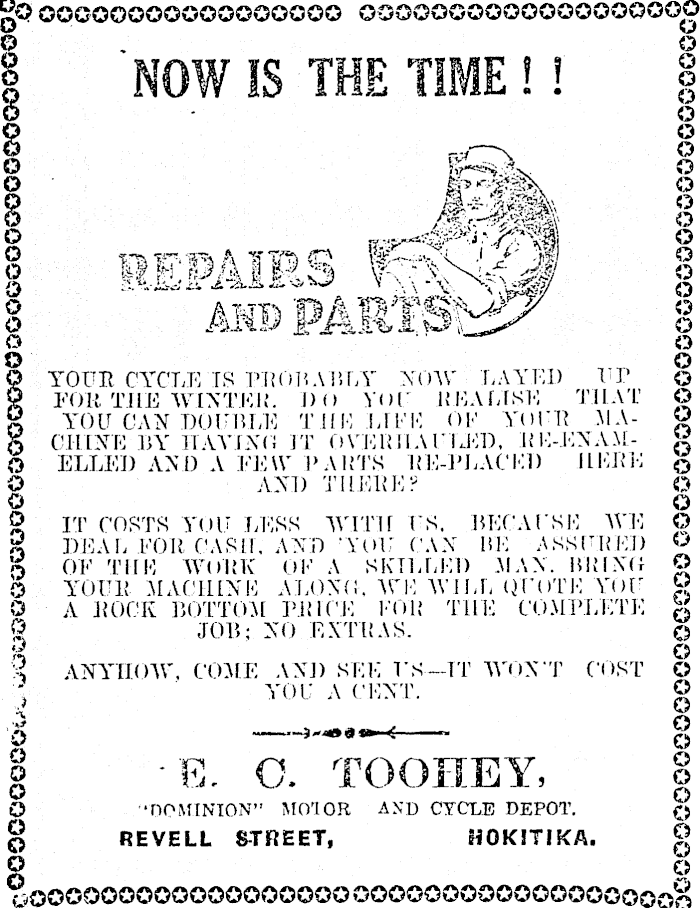 NOW IS THE TIME!!
REPAIRS
AND PARTS
YOUR CYCLE IS PROBABLY NOW LAYED UP
FOR THE WINTER. DO YOU REALISE THAT
YOU CAN DOUBLE THE LIFE OF YOUR MA-
CHINE BY HAVING IT OVERHAULED, RE-ENAM-
ELLED AND A FEW PARTS RE-PLACED HERE
AND THERE?
IT COSTS YOU LESS WITH US, BECAUSE WE
DEAL FOR CASH, AND YOU CAN BE ASSURED
OF THE WORK OF A SKILLED MAN. BRING
YOUR MACHINE ALONG. WE WILL QUOTE YOU
A ROCK BOTTOM PRICE FOR THE COMPLETE
JOB; NO EXTRAS.
ANYHOW, COME AND SEE US—IT WON'T COST
YOU A CENT.
E. C. TOOHEY,
"DOMINION" MOTOR AND CYCLE DEPOT.
REVELL STREET, HOKITIKA.